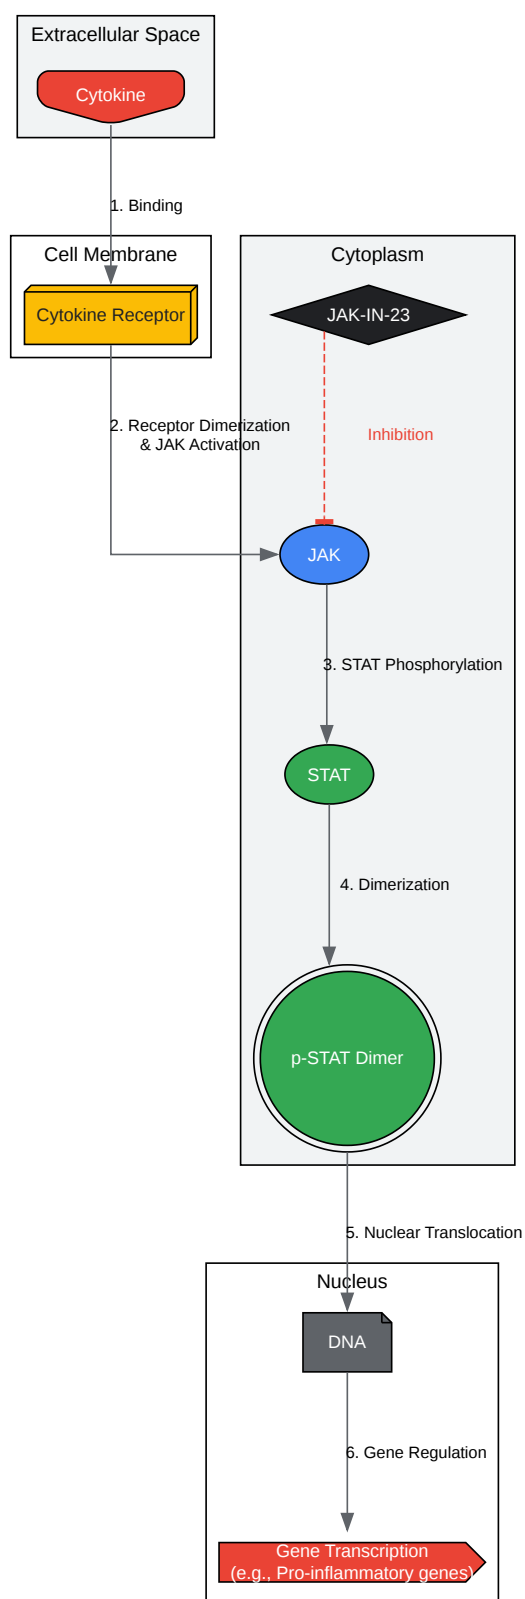 Extracellular Space
Cytokine
1. Binding
Cell Membrane
Cytokine Receptor
Cytoplasm
JAK-IN-23
2. Receptor Dimerization
& JAK Activation
Inhibition
JAK
3. STAT Phosphorylation
STAT
4. Dimerization
p-STAT Dimer
5. Nuclear Translocation
Nucleus
DNA
6. Gene Regulation
Gene Transcription
(e.g., Pro-inflammatory genes)